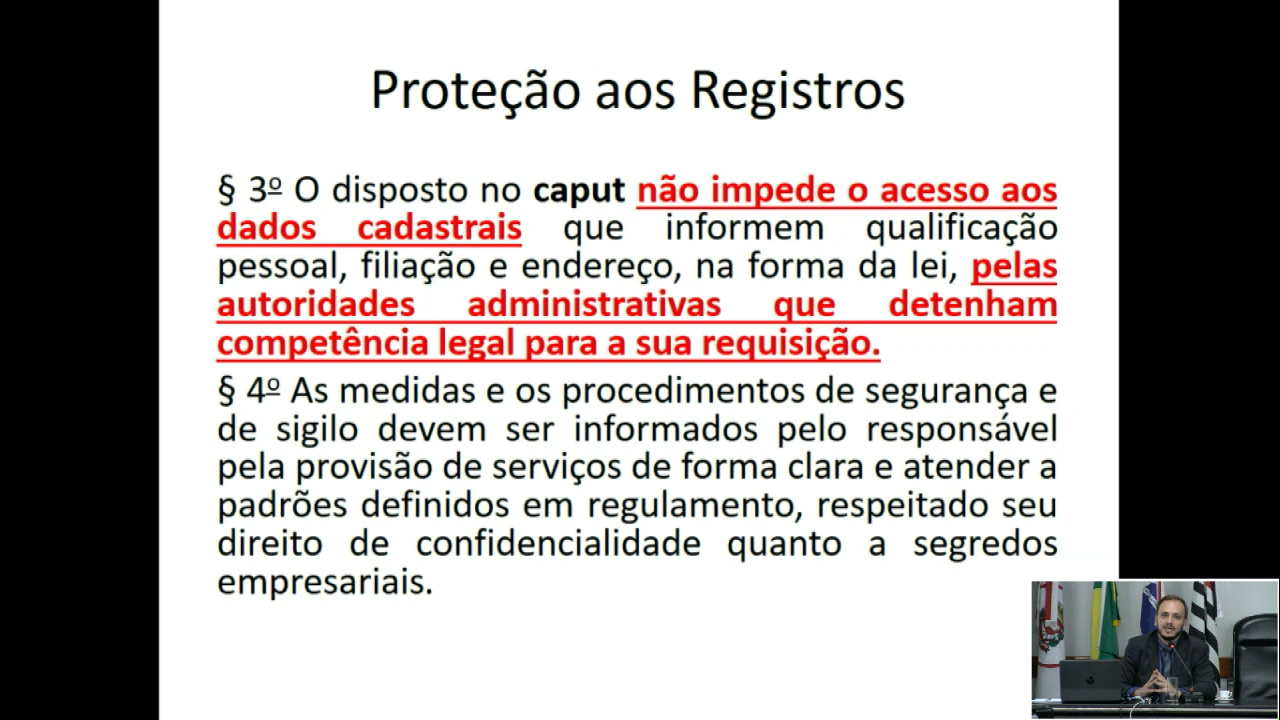 Proteção aos Registros
§ 3º O disposto no caput não impede o acesso aos
dados cadastrais que informem qualificação
pessoal, filiação e endereço, na forma da lei, pelas
autoridades administrativas que detenham
competência legal para a sua requisição.
§ 4º As medidas e os procedimentos de segurança e
de sigilo devem ser informados pelo responsável
pela provisão de serviços de forma clara e atender a
padrões definidos em regulamento, respeitado seu
direito de confidencialidade quanto a segredos
empresariais.